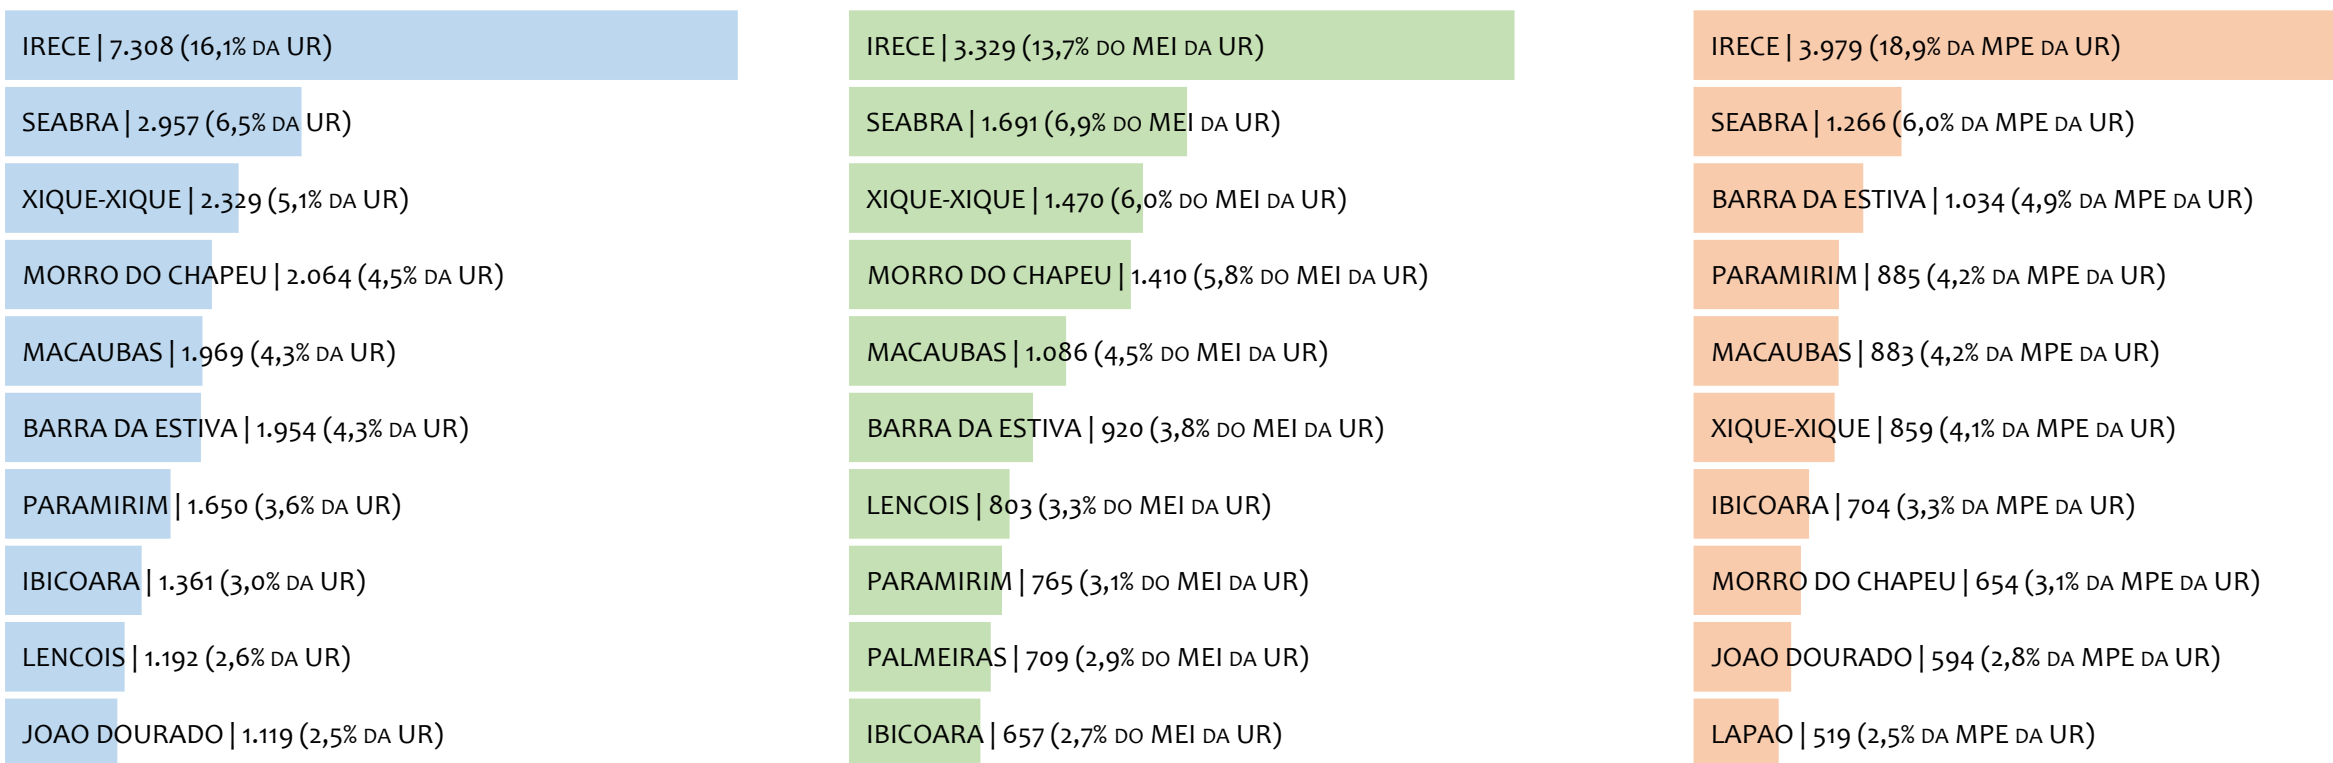 IRECE | 7.308 (16,1% DA UR)
SEABRA | 2.957 (6,5% DA UR)
XIQUE-XIQUE | 2.329 (5,1% DA UR)
MORRO DO CHAPEU | 2.064 (4,5% DA UR)
MACAUBAS | 1.969 (4,3% DA UR)
BARRA DA ESTIVA | 1.954 (4,3% DA UR)
PARAMIRIM | 1.650 (3,6% DA UR)
IBICOARA | 1.361 (3,0% DA UR)
LENCOIS | 1.192 (2,6% DA UR)
JOAO DOURADO | 1.119 (2,5% DA UR)
IRECE | 3.329 (13,7% DO MEI DA UR)
SEABRA | 1.691 (6,9% DO MEI DA UR)
XIQUE-XIQUE | 1.470 (6,0% DO MEI DA UR)
MORRO DO CHAPEU | 1.410 (5,8% DO MEI DA UR)
MACAUBAS | 1.086 (4,5% DO MEI DA UR)
BARRA DA ESTIVA | 920 (3,8% DO MEI DA UR)
LENCOIS | 803 (3,3% DO MEI DA UR)
PARAMIRIM | 765 (3,1% DO MEI DA UR)
PALMEIRAS | 709 (2,9% DO MEI DA UR)
IBICOARA | 657 (2,7% DO MEI DA UR)
IRECE | 3.979 (18,9% DA MPE DA UR)
SEABRA | 1.266 (6,0% DA MPE DA UR)
BARRA DA ESTIVA | 1.034 (4,9% DA MPE DA UR)
PARAMIRIM | 885 (4,2% DA MPE DA UR)
MACAUBAS | 883 (4,2% DA MPE DA UR)
XIQUE-XIQUE | 859 (4,1% DA MPE DA UR)
IBICOARA | 704 (3,3% DA MPE DA UR)
MORRO DO CHAPEU | 654 (3,1% DA MPE DA UR)
JOAO DOURADO | 594 (2,8% DA MPE DA UR)
LAPAO | 519 (2,5% DA MPE DA UR)